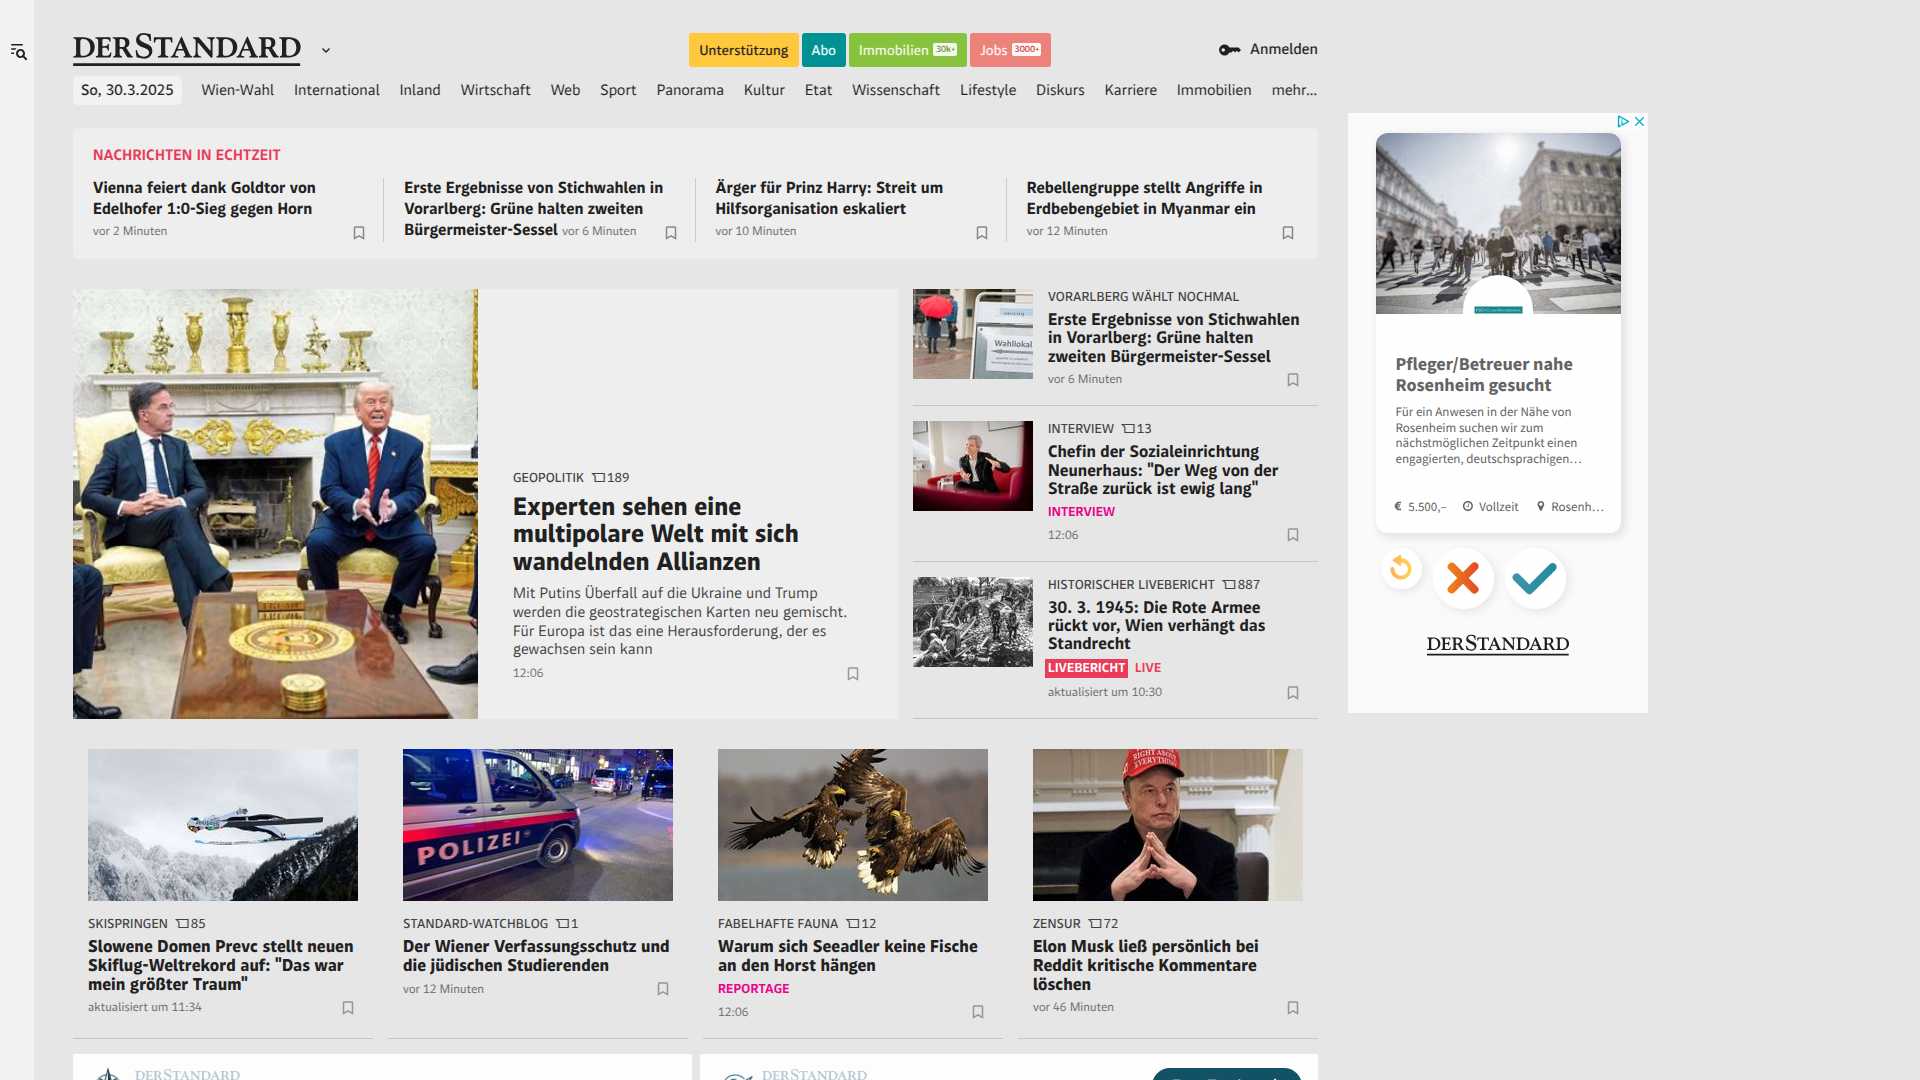 DERSTANDARD
Unterstützung
Abo
Immobilien 30k+
Jobs 3000+
Anmelden
So, 30.3.2025
Wien-Wahl
International
Inland
Wirtschaft
Web
Sport
Panorama
Kultur
Etat
Wissenschaft
Lifestyle
Diskurs
Karriere
Immobilien
mehr...
NACHRICHTEN IN ECHTZEIT
Vienna feiert dank Goldtor von
Edelhofer 1:0-Sieg gegen Horn
vor 2 Minuten
Erste Ergebnisse von Stichwahlen in
Vorarlberg: Grüne halten zweiten
Bürgermeister-Sessel vor 6 Minuten
Ärger für Prinz Harry: Streit um
Hilfsorganisation eskaliert
vor 10 Minuten
Rebellengruppe stellt Angriffe in
Erdbebengebiet in Myanmar ein
vor 12 Minuten
GEOPOLITIK 189
Experten sehen eine
multipolare Welt mit sich
wandelnden Allianzen
Mit Putins Überfall auf die Ukraine und Trump
werden die geostrategischen Karten neu gemischt.
Für Europa ist das eine Herausforderung, der es
gewachsen sein kann
12:06
Wahllokal
VORARLBERG WÄHLT NOCHMAL
Erste Ergebnisse von Stichwahlen
in Vorarlberg: Grüne halten
zweiten Bürgermeister-Sessel
vor 6 Minuten
INTERVIEW 13
Chefin der Sozialeinrichtung
Neunerhaus: "Der Weg von der
Straße zurück ist ewig lang"
INTERVIEW
12:06
HISTORISCHER LIVEBERICHT 887
30. 3. 1945: Die Rote Armee
rückt vor, Wien verhängt das
Standrecht
LIVEBERICHT LIVE
aktualisiert um 10:30
Pfleger/Betreuer nahe
Rosenheim gesucht
Für ein Anwesen in der Nähe von
Rosenheim suchen wir zum
nächstmöglichen Zeitpunkt einen
engagierten, deutschsprachigen...
€ 5.500,-
Vollzeit
Rosenh...
DERSTANDARD
SKISPRINGEN 85
Slowene Domen Prevc stellt neuen
Skiflug-Weltrekord auf: "Das war
mein größter Traum"
aktualisiert um 11:34
POLIZEI
STANDARD-WATCHBLOG 1
Der Wiener Verfassungsschutz und
die jüdischen Studierenden
vor 12 Minuten
FABELHAFTE FAUNA 12
Warum sich Seeadler keine Fische
an den Horst hängen
REPORTAGE
12:06
RIGHT ABOUT
EVERYTHING
ZENSUR 72
Elon Musk ließ persönlich bei
Reddit kritische Kommentare
löschen
vor 46 Minuten
DERSTANDARD
DERSTANDARD